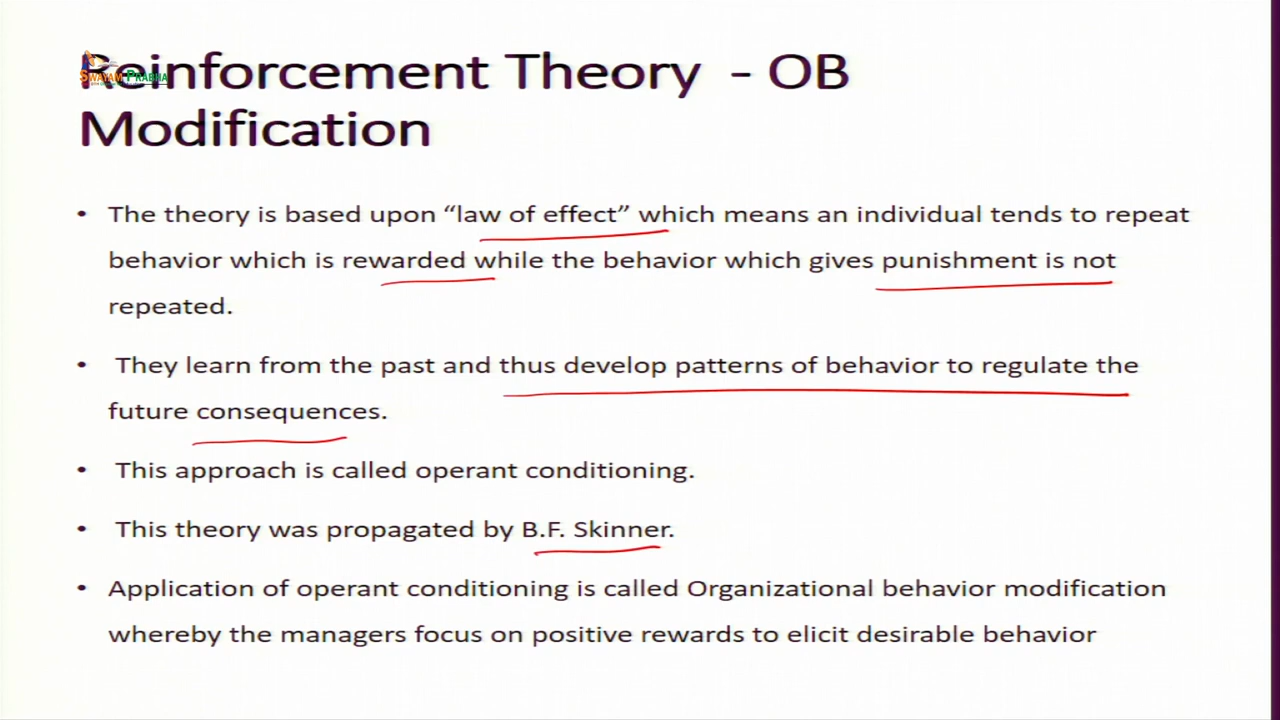 Reinforcement Theory - OB
Modification
SWAYAM PRABHA
• The theory is based upon “law of effect” which means an individual tends to repeat
behavior which is rewarded while the behavior which gives punishment is not
repeated.
• They learn from the past and thus develop patterns of behavior to regulate the
future consequences.
• This approach is called operant conditioning.
• This theory was propagated by B.F. Skinner.
• Application of operant conditioning is called Organizational behavior modification
whereby the managers focus on positive rewards to elicit desirable behavior